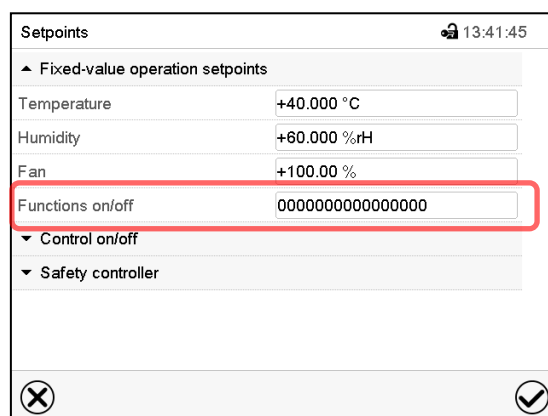 Setpoints 13:41:45
Fixed-value operation setpoints
Temperature +40.000 °C
Humidity +60.000 %rH
Fan +100.00 %
Functions on/off 0000000000000000
Control on/off
Safety controller